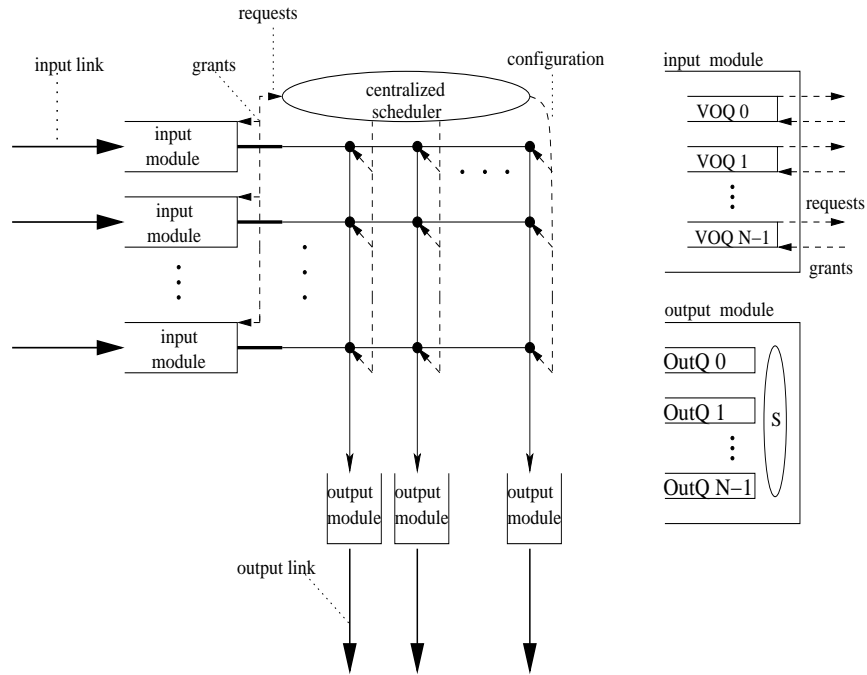 requests
input link
grants
configuration
centralized
scheduler
input
module
input
module
input
module
output
module
output
module
output
module
output link
input module
VOQ 0
VOQ 1
VOQ N−1
requests
grants
output module
OutQ 0
OutQ 1
OutQ N−1
S